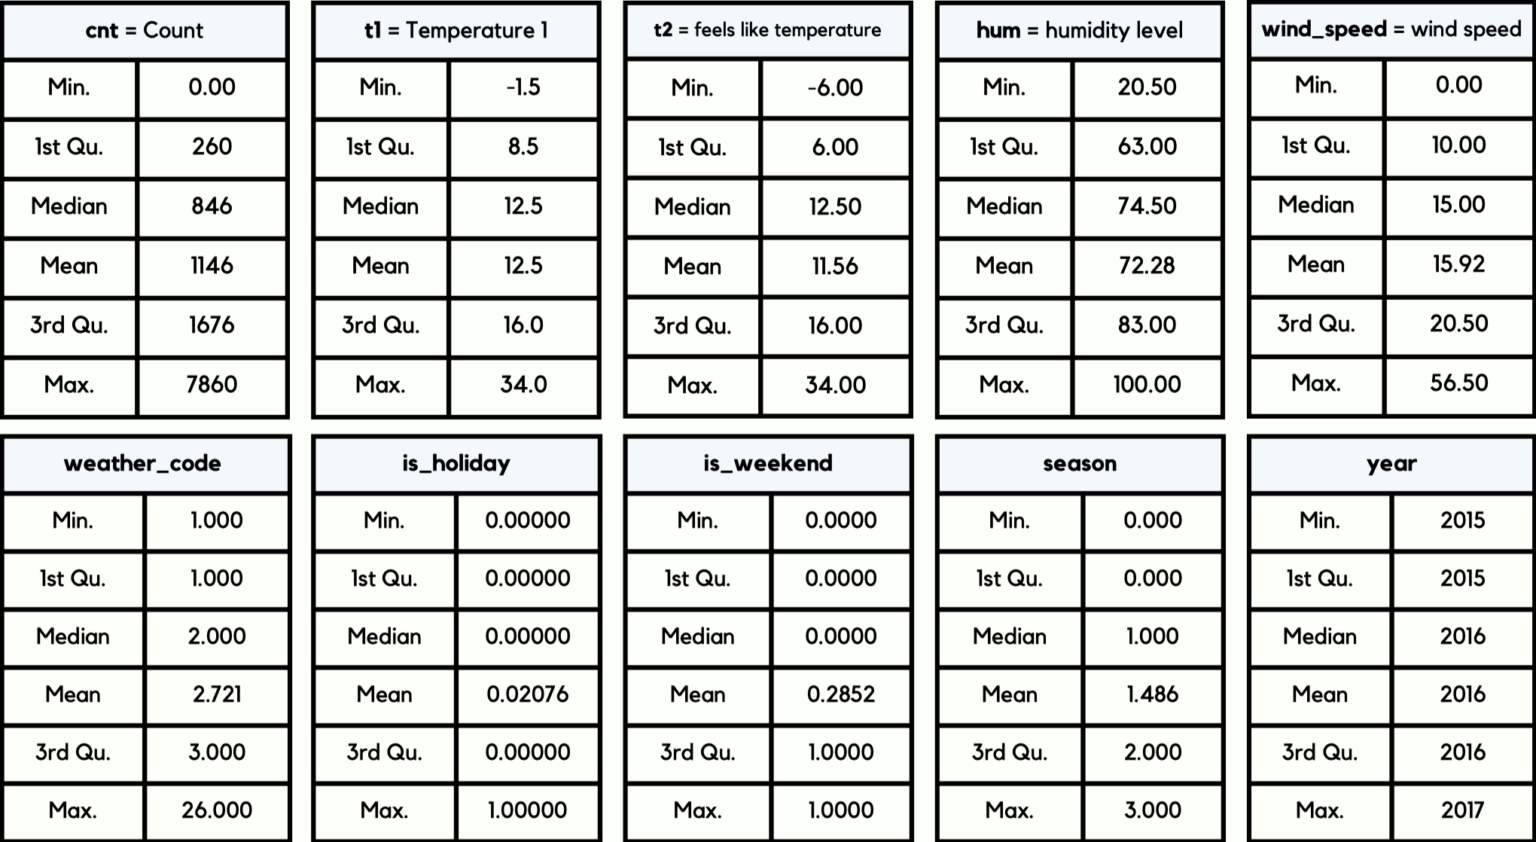 cnt = Count
Min. 0.00
1st Qu. 260
Median 846
Mean 1146
3rd Qu. 1676
Max. 7860
t1 = Temperature 1
Min. -1.5
1st Qu. 8.5
Median 12.5
Mean 12.5
3rd Qu. 16.0
Max. 34.0
t2 = feels like temperature
Min. -6.00
1st Qu. 6.00
Median 12.50
Mean 11.56
3rd Qu. 16.00
Max. 34.00
hum = humidity level
Min. 20.50
1st Qu. 63.00
Median 74.50
Mean 72.28
3rd Qu. 83.00
Max. 100.00
wind_speed = wind speed
Min. 0.00
1st Qu. 10.00
Median 15.00
Mean 15.92
3rd Qu. 20.50
Max. 56.50
weather_code
Min. 1.000
1st Qu. 1.000
Median 2.000
Mean 2.721
3rd Qu. 3.000
Max. 26.000
is_holiday
Min. 0.00000
1st Qu. 0.00000
Median 0.00000
Mean 0.02076
3rd Qu. 0.00000
Max. 1.00000
is_weekend
Min. 0.0000
1st Qu. 0.0000
Median 0.0000
Mean 0.2852
3rd Qu. 1.0000
Max. 1.0000
season
Min. 0.000
1st Qu. 0.000
Median 1.000
Mean 1.486
3rd Qu. 2.000
Max. 3.000
year
Min. 2015
1st Qu. 2015
Median 2016
Mean 2016
3rd Qu. 2016
Max. 2017